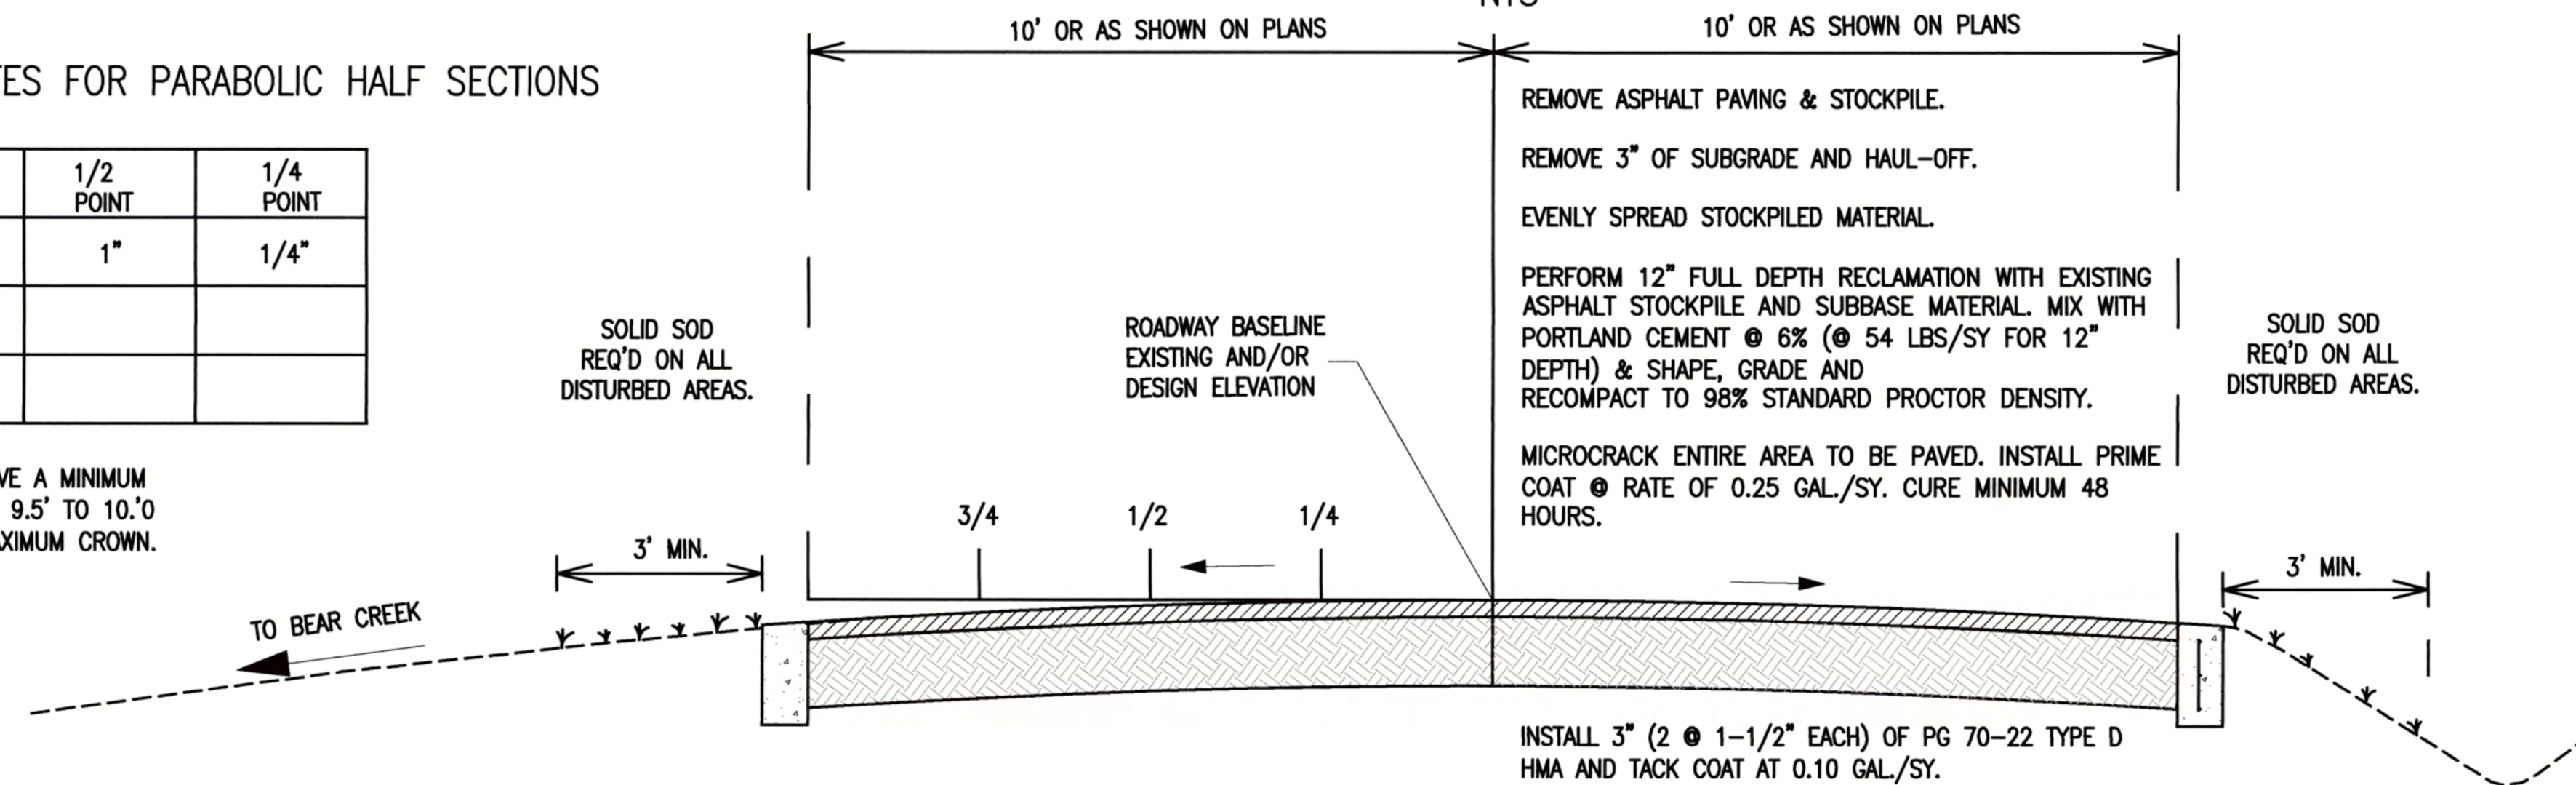 10' OR AS SHOWN ON PLANS
10' OR AS SHOWN ON PLANS
FOR PARABOLIC HALF SECTIONS
1/2
POINT
1/4
POINT
1"
1/4"
A MINIMUM
9.5' TO 10.'0
CROWN.
SOLID SOD
REQ'D ON ALL
DISTURBED AREAS.
ROADWAY BASELINE
EXISTING AND/OR
DESIGN ELEVATION
REMOVE ASPHALT PAVING & STOCKPILE.
REMOVE 3" OF SUBGRADE AND HAUL-OFF.
EVENLY SPREAD STOCKPILED MATERIAL.
PERFORM 12" FULL DEPTH RECLAMATION WITH EXISTING
ASPHALT STOCKPILE AND SUBBASE MATERIAL. MIX WITH
PORTLAND CEMENT @ 6% (@ 54 LBS/SY FOR 12"
DEPTH) & SHAPE, GRADE AND
RECOMPACT TO 98% STANDARD PROCTOR DENSITY.
MICROCRACK ENTIRE AREA TO BE PAVED. INSTALL PRIME
COAT @ RATE OF 0.25 GAL./SY. CURE MINIMUM 48
HOURS.
SOLID SOD
REQ'D ON ALL
DISTURBED AREAS.
3/4
1/2
1/4
3' MIN.
3' MIN.
TO BEAR CREEK
INSTALL 3" (2 @ 1-1/2" EACH) OF PG 70-22 TYPE D
HMA AND TACK COAT AT 0.10 GAL./SY.